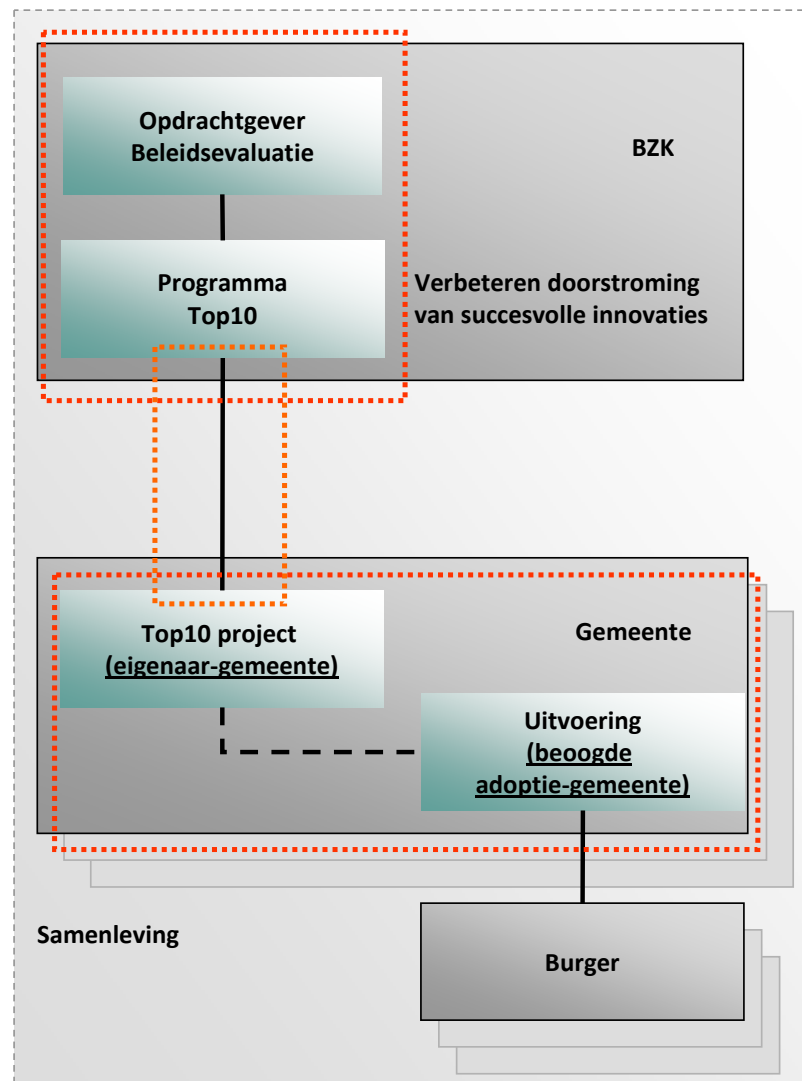 Opdrachtgever
Beleidsevaluatie
BZK
Programma
Top10
Verbeteren doorstroming
van succesvolle innovaties
Top10 project
(eigenaar-gemeente)
Gemeente
Uitvoering
(beoogde
adoptie-gemeente)
Samenleving
Burger